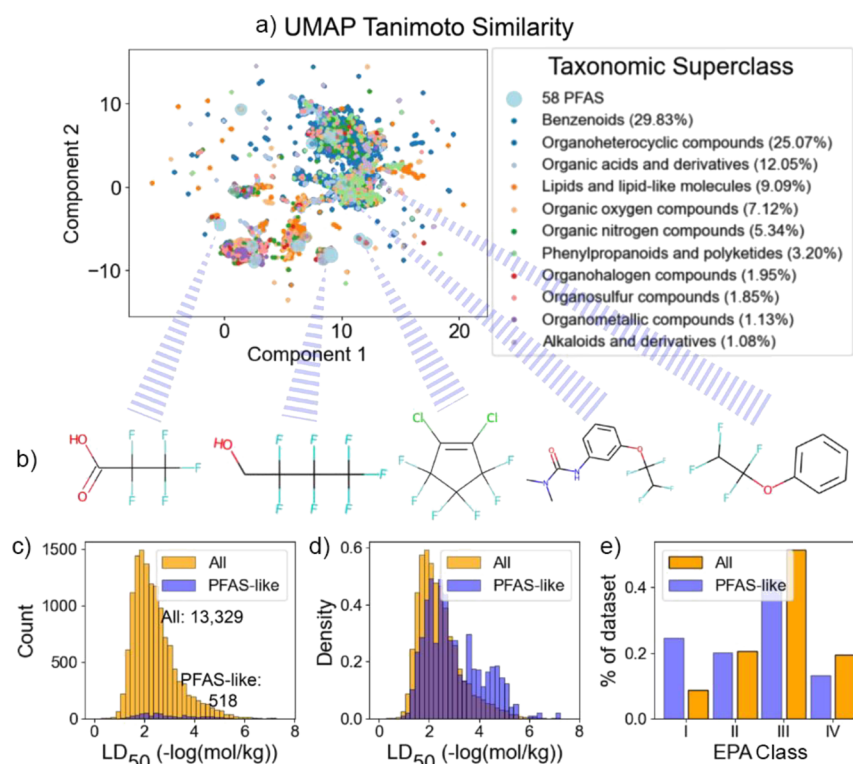 a) UMAP Tanimoto Similarity
Component 2
10
0
−10
0
10
20
Component 1
Taxonomic Superclass
58 PFAS
Benzenoids (29.83%)
Organoheterocyclic compounds (25.07%)
Organic acids and derivatives (12.05%)
Lipids and lipid-like molecules (9.09%)
Organic oxygen compounds (7.12%)
Organic nitrogen compounds (5.34%)
Phenylpropanoids and polyketides (3.20%)
Organohalogen compounds (1.95%)
Organosulfur compounds (1.85%)
Organometallic compounds (1.13%)
Alkaloids and derivatives (1.08%)
b)
HO
O
F
F
F
F
F
HO
F
F
F
F
F
F
F
Cl
Cl
F
F
F
F
F
F
O
N
NH
O
F
F
F
F
F
F
F
F
O
c)
Count
1500
1000
500
0
All
PFAS-like
All: 13,329
PFAS-like:
518
0 2 4 6 8
LD50 (-log(mol/kg))
d)
Density
0.6
0.4
0.2
0.0
All
PFAS-like
0 2 4 6 8
LD50 (-log(mol/kg))
e)
% of dataset
0.4
0.2
0.0
All
PFAS-like
I II III IV
EPA Class